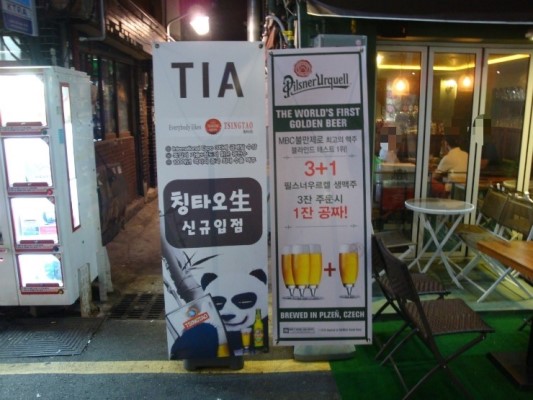 TIA
Everybody Likes
TSINGTAO
칭타오生
신규입점
Pilsner Urquell
THE WORLD'S FIRST
GOLDEN BEER
MBC불만제로 최고의 맥주
블라인드 테스트 1위!
3+1
필스너우르켈 생맥주
3잔 주문시
1잔 공짜!
+
BREWED IN PLZEŇ, CZECH